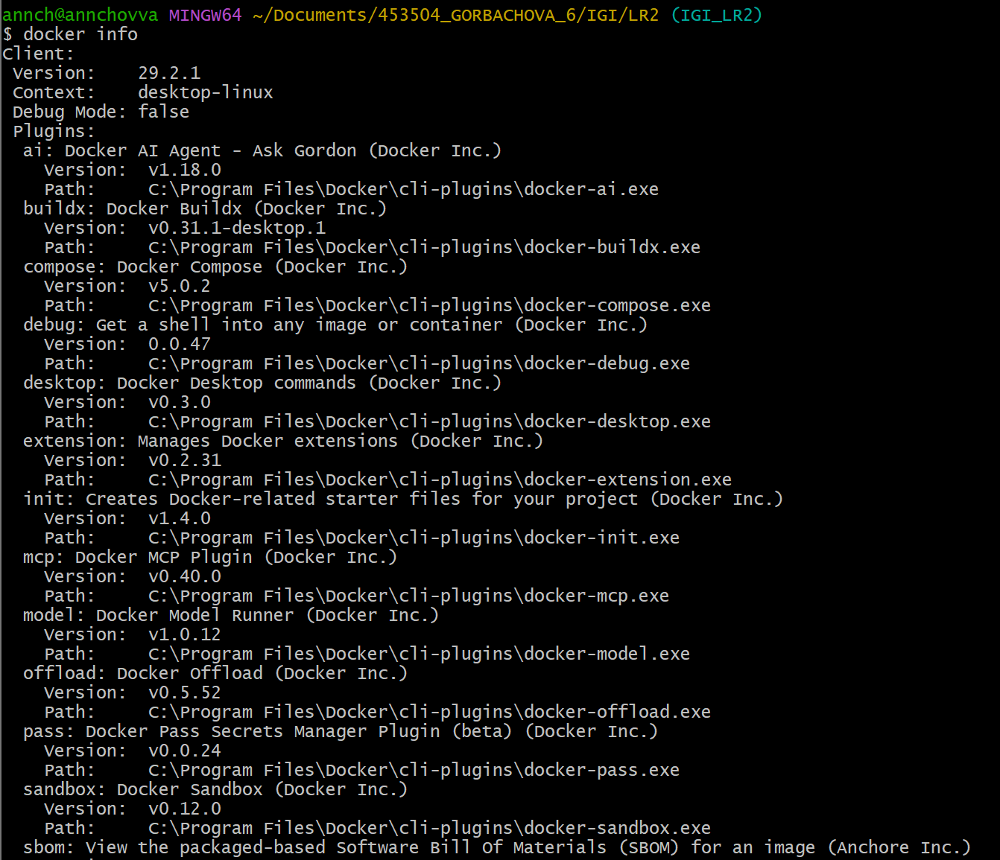 annch@annchovva MINGW64 ~/Documents/453504_GORBACHOVA_6/IGI/LR2 (IGI_LR2)
$ docker info
Client:
 Version:    29.2.1
 Context:    desktop-linux
 Debug Mode: false
 Plugins:
  ai: Docker AI Agent - Ask Gordon (Docker Inc.)
    Version:  v1.18.0
    Path:     C:\Program Files\Docker\cli-plugins\docker-ai.exe
  buildx: Docker Buildx (Docker Inc.)
    Version:  v0.31.1-desktop.1
    Path:     C:\Program Files\Docker\cli-plugins\docker-buildx.exe
  compose: Docker Compose (Docker Inc.)
    Version:  v5.0.2
    Path:     C:\Program Files\Docker\cli-plugins\docker-compose.exe
  debug: Get a shell into any image or container (Docker Inc.)
    Version:  0.0.47
    Path:     C:\Program Files\Docker\cli-plugins\docker-debug.exe
  desktop: Docker Desktop commands (Docker Inc.)
    Version:  v0.3.0
    Path:     C:\Program Files\Docker\cli-plugins\docker-desktop.exe
  extension: Manages Docker extensions (Docker Inc.)
    Version:  v0.2.31
    Path:     C:\Program Files\Docker\cli-plugins\docker-extension.exe
  init: Creates Docker-related starter files for your project (Docker Inc.)
    Version:  v1.4.0
    Path:     C:\Program Files\Docker\cli-plugins\docker-init.exe
  mcp: Docker MCP Plugin (Docker Inc.)
    Version:  v0.40.0
    Path:     C:\Program Files\Docker\cli-plugins\docker-mcp.exe
  model: Docker Model Runner (Docker Inc.)
    Version:  v1.0.12
    Path:     C:\Program Files\Docker\cli-plugins\docker-model.exe
  offload: Docker Offload (Docker Inc.)
    Version:  v0.5.52
    Path:     C:\Program Files\Docker\cli-plugins\docker-offload.exe
  pass: Docker Pass Secrets Manager Plugin (beta) (Docker Inc.)
    Version:  v0.0.24
    Path:     C:\Program Files\Docker\cli-plugins\docker-pass.exe
  sandbox: Docker Sandbox (Docker Inc.)
    Version:  v0.12.0
    Path:     C:\Program Files\Docker\cli-plugins\docker-sandbox.exe
  sbom: View the packaged-based Software Bill Of Materials (SBOM) for an image (Anchore Inc.)